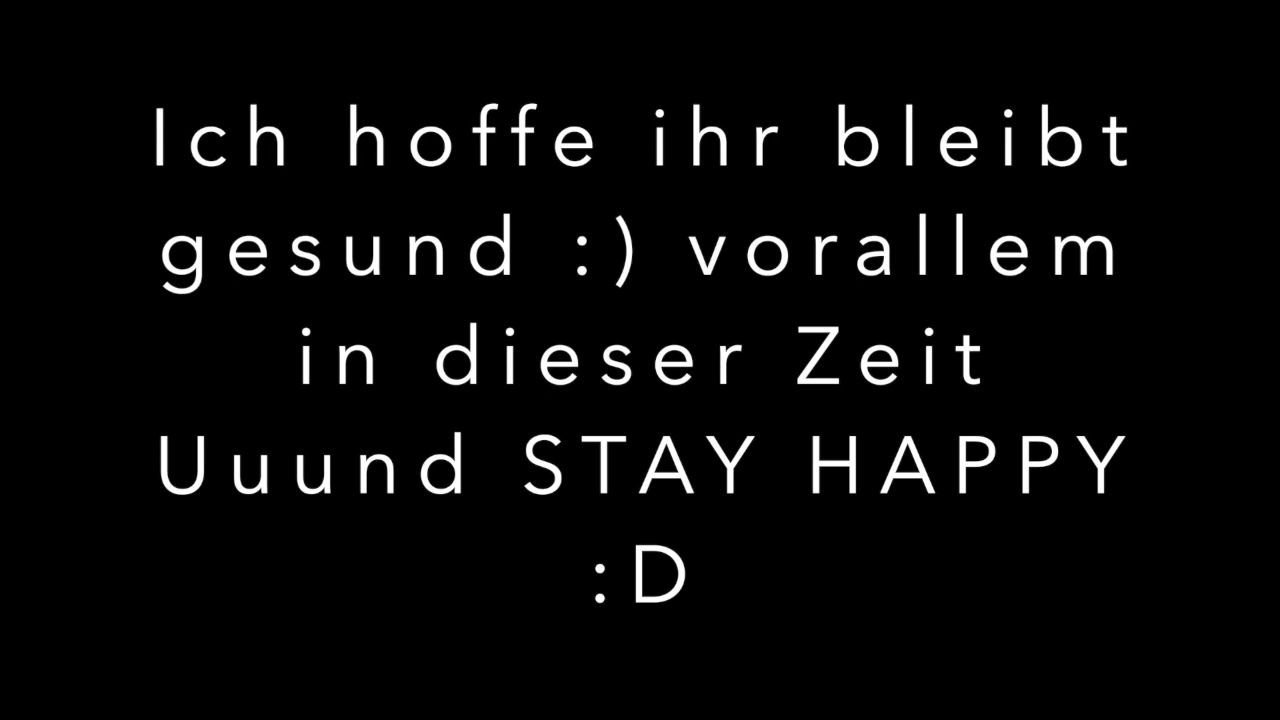 Ich hoffe ihr bleibt
gesund :) vorallem
in dieser Zeit
Uuund STAY HAPPY
:D